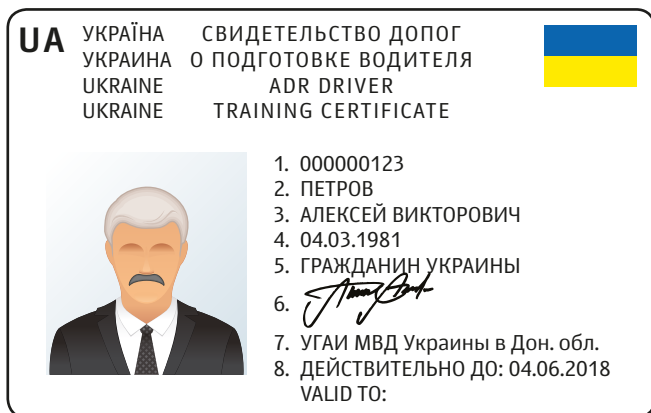 UA
УКРАЇНА СВИДЕТЕЛЬСТВО ДОПОГ
УКРАИНА О ПОДГОТОВКЕ ВОДИТЕЛЯ
UKRAINE ADR DRIVER
UKRAINE TRAINING CERTIFICATE
1. 000000123
2. ПЕТРОВ
3. АЛЕКСЕЙ ВИКТОРОВИЧ
4. 04.03.1981
5. ГРАЖДАНИН УКРАИНЫ
6.
7. УГАИ МВД Украины в Дон. обл.
8. ДЕЙСТВИТЕЛЬНО ДО: 04.06.2018
VALID TO: